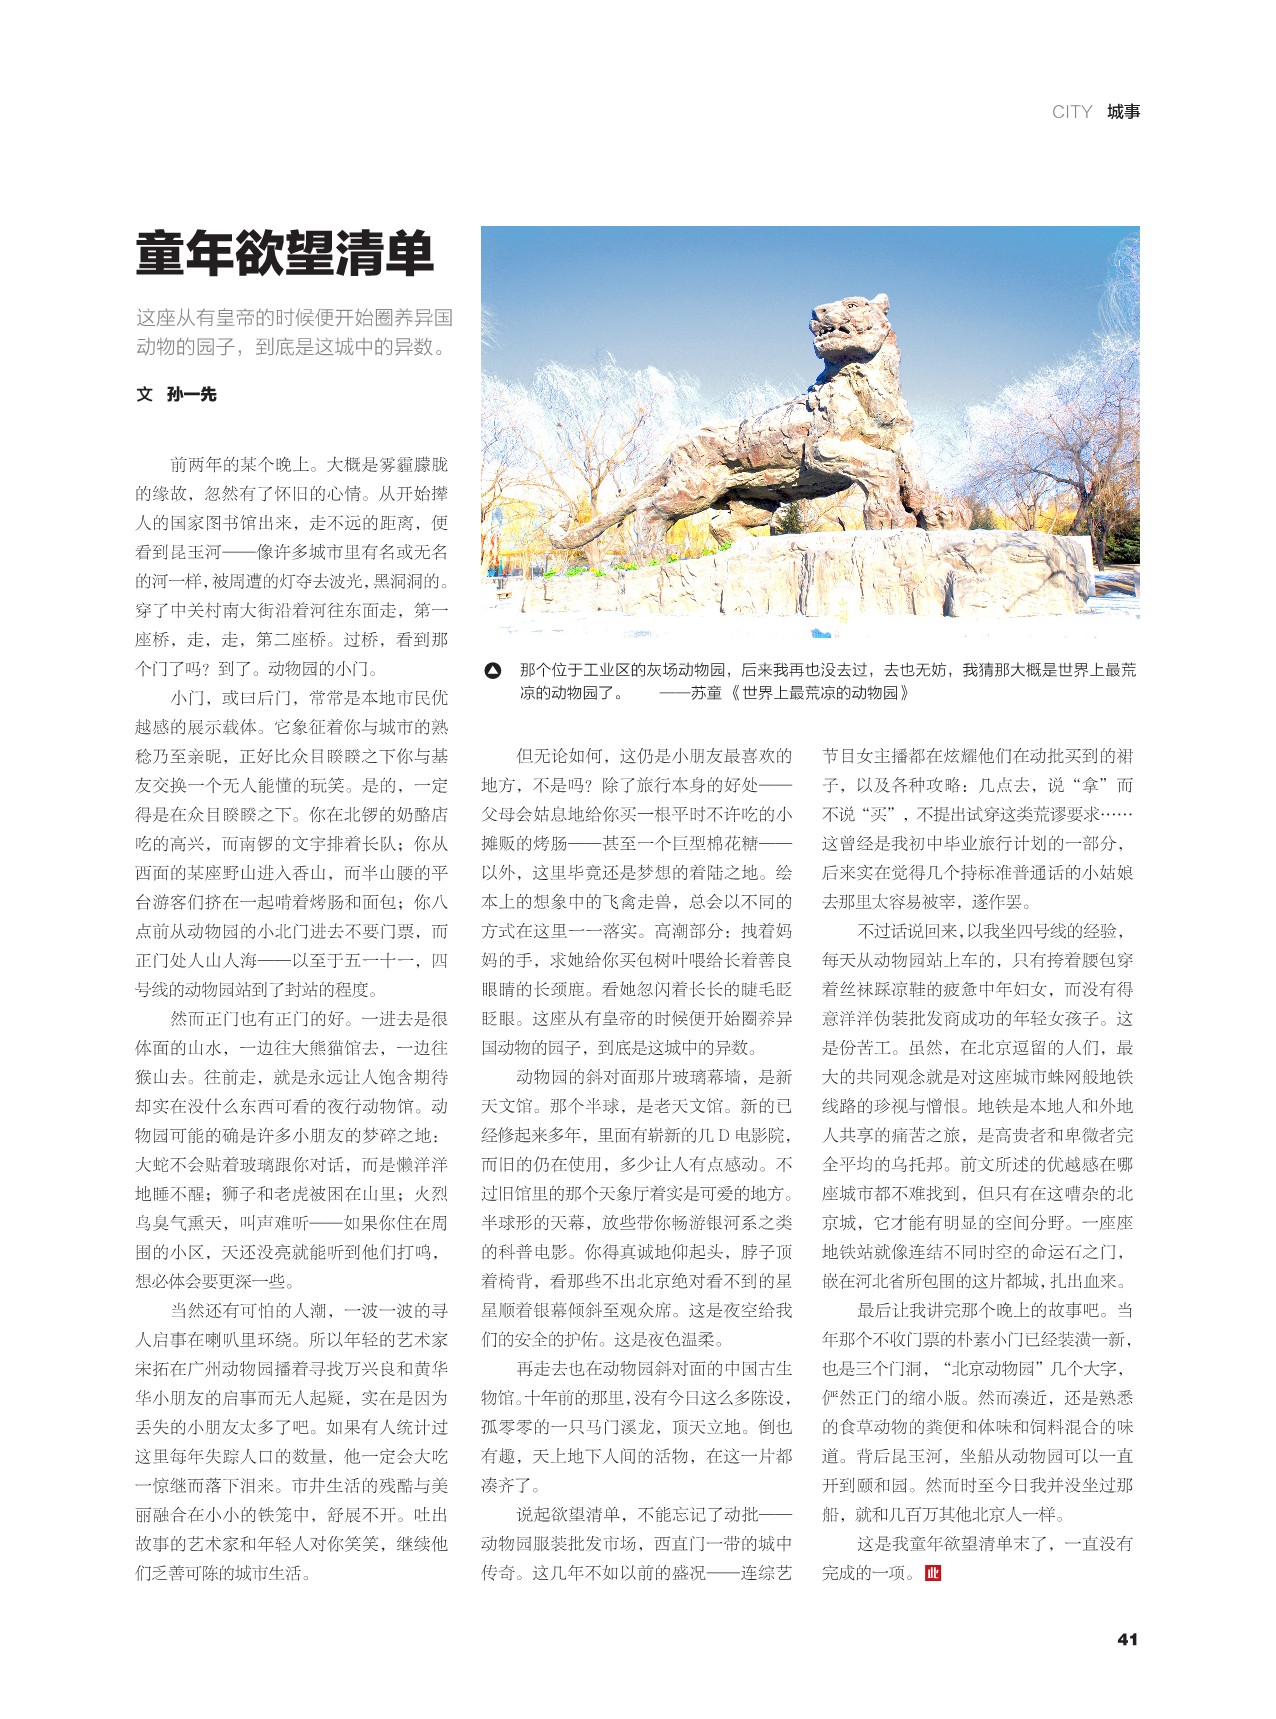 CITY 城事
童年欲望清单
这座从有皇帝的时候便开始圈养异国
动物的园子，到底是这城中的异数。
文 孙一先
前两年的某个晚上。大概是雾霾朦胧
的缘故，忽然有了怀旧的心情。从开始撵
人的国家图书馆出来，走不远的距离，便
看到昆玉河——像许多城市里有名或无名
的河一样，被周遭的灯夺去波光，黑洞洞的。
穿了中关村南大街沿着河往东面走，第一
座桥，走，走，第二座桥。过桥，看到那
个门了吗？到了。动物园的小门。
小门，或曰后门，常常是本地市民优
越感的展示载体。它象征着你与城市的熟
稔乃至亲昵，正好比众目睽睽之下你与基
友交换一个无人能懂的玩笑。是的，一定
得是在众目睽睽之下。你在北锣的奶酪店
吃的高兴，而南锣的文宇排着长队；你从
西面的某座野山进入香山，而半山腰的平
台游客们挤在一起啃着烤肠和面包；你八
点前从动物园的小北门进去不要门票，而
正门处人山人海——以至于五一十一，四
号线的动物园站到了封站的程度。
然而正门也有正门的好。一进去是很
体面的山水，一边往大熊猫馆去，一边往
猴山去。往前走，就是永远让人饱含期待
却实在没什么东西可看的夜行动物馆。动
物园可能的确是许多小朋友的梦碎之地：
大蛇不会贴着玻璃跟你对话，而是懒洋洋
地睡不醒；狮子和老虎被困在山里；火烈
鸟臭气熏天，叫声难听——如果你住在周
围的小区，天还没亮就能听到他们打鸣，
想必体会要更深一些。
当然还有可怕的人潮，一波一波的寻
人启事在喇叭里环绕。所以年轻的艺术家
宋拓在广州动物园播着寻找万兴良和黄华
华小朋友的启事而无人起疑，实在是因为
丢失的小朋友太多了吧。如果有人统计过
这里每年失踪人口的数量，他一定会大吃
一惊继而落下泪来。市井生活的残酷与美
丽融合在小小的铁笼中，舒展不开。吐出
故事的艺术家和年轻人对你笑笑，继续他
们乏善可陈的城市生活。
那个位于工业区的灰场动物园，后来我再也没去过，去也无妨，我猜那大概是世界上最荒
凉的动物园了。 ——苏童《世界上最荒凉的动物园》
但无论如何，这仍是小朋友最喜欢的
地方，不是吗？除了旅行本身的好处——
父母会姑息地给你买一根平时不许吃的小
摊贩的烤肠——甚至一个巨型棉花糖——
以外，这里毕竟还是梦想的着陆之地。绘
本上的想象中的飞禽走兽，总会以不同的
方式在这里一一落实。高潮部分：拽着妈
妈的手，求她给你买包树叶喂给长着善良
眼睛的长颈鹿。看她忽闪着长长的睫毛眨
眨眼。这座从有皇帝的时候便开始圈养异
国动物的园子，到底是这城中的异数。
动物园的斜对面那片玻璃幕墙，是新
天文馆。那个半球，是老天文馆。新的已
经修起来多年，里面有崭新的几 D 电影院，
而旧的仍在使用，多少让人有点感动。不
过旧馆里的那个天象厅着实是可爱的地方。
半球形的天幕，放些带你畅游银河系之类
的科普电影。你得真诚地仰起头，脖子顶
着椅背，看那些不出北京绝对看不到的星
星顺着银幕倾斜至观众席。这是夜空给我
们的安全的护佑。这是夜色温柔。
再走去也在动物园斜对面的中国古生
物馆。十年前的那里，没有今日这么多陈设，
孤零零的一只马门溪龙，顶天立地。倒也
有趣，天上地下人间的活物，在这一片都
凑齐了。
说起欲望清单，不能忘记了动批——
动物园服装批发市场，西直门一带的城中
传奇。这几年不如以前的盛况——连综艺
节目女主播都在炫耀他们在动批买到的裙
子，以及各种攻略：几点去，说“拿”而
不说“买”，不提出试穿这类荒谬要求……
这曾经是我初中毕业旅行计划的一部分，
后来实在觉得几个持标准普通话的小姑娘
去那里太容易被宰，遂作罢。
不过话说回来，以我坐四号线的经验，
每天从动物园站上车的，只有挎着腰包穿
着丝袜踩凉鞋的疲惫中年妇女，而没有得
意洋洋伪装批发商成功的年轻女孩子。这
是份苦工。虽然，在北京逗留的人们，最
大的共同观念就是对这座城市蛛网般地铁
线路的珍视与憎恨。地铁是本地人和外地
人共享的痛苦之旅，是高贵者和卑微者完
全平均的乌托邦。前文所述的优越感在哪
座城市都不难找到，但只有在这嘈杂的北
京城，它才能有明显的空间分野。一座座
地铁站就像连结不同时空的命运石之门，
嵌在河北省所包围的这片都城，扎出血来。
最后让我讲完那个晚上的故事吧。当
年那个不收门票的朴素小门已经装潢一新，
也是三个门洞，“北京动物园”几个大字，
俨然正门的缩小版。然而凑近，还是熟悉
的食草动物的粪便和体味和饲料混合的味
道。背后昆玉河，坐船从动物园可以一直
开到颐和园。然而时至今日我并没坐过那
船，就和几百万其他北京人一样。
这是我童年欲望清单末了，一直没有
完成的一项。此
41